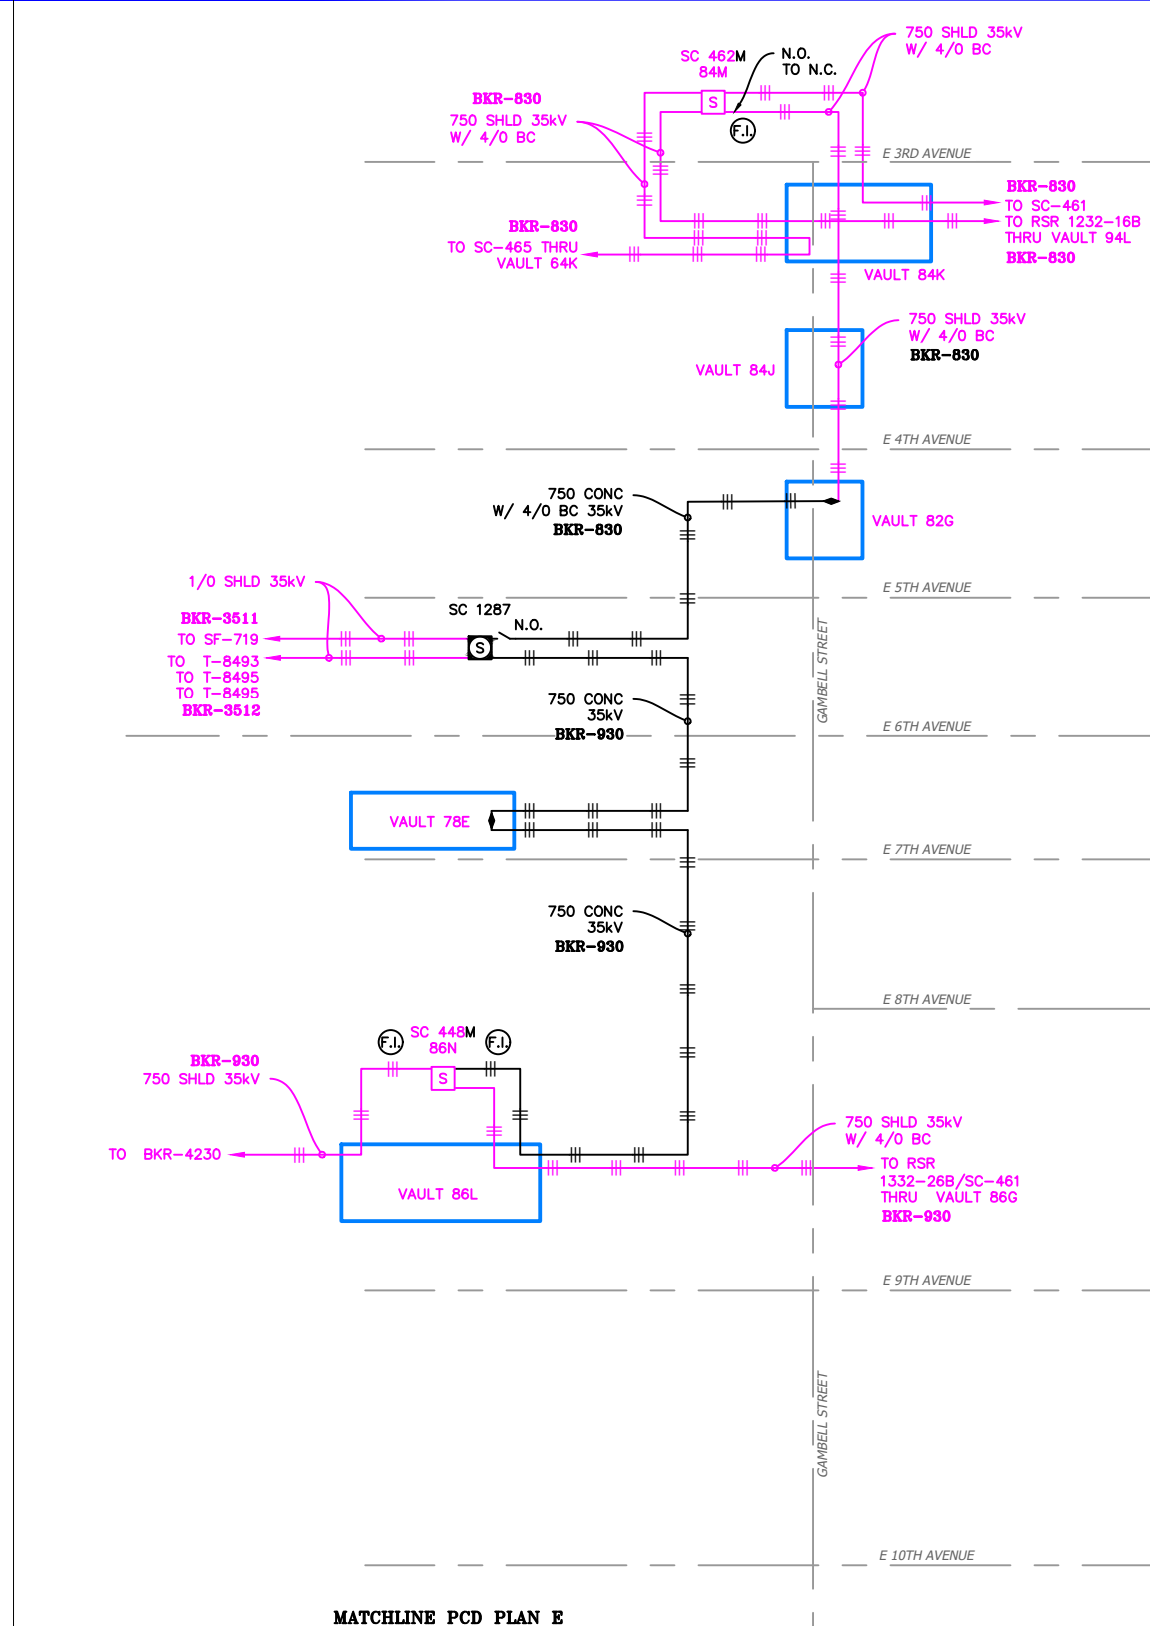 750 SHLD 35kV
W/ 4/0 BC
SC 462M
84M
N.O.
TO N.C.
S
F.I.
BKR-830
750 SHLD 35kV
W/ 4/0 BC
E 3RD AVENUE
BKR-830
TO SC-461
TO RSR 1232-16B
THRU VAULT 94L
BKR-830
BKR-830
TO SC-465 THRU
VAULT 64K
VAULT 84K
750 SHLD 35kV
W/ 4/0 BC
BKR-830
VAULT 84J
E 4TH AVENUE
750 CONC
W/ 4/0 BC 35kV
BKR-830
VAULT 82G
E 5TH AVENUE
1/0 SHLD 35kV
SC 1287
N.O.
S
BKR-3511
TO SF-719
TO T-8493
TO T-8495
TO T-8495
BKR-3512
GAMBELL STREET
750 CONC
35kV
BKR-930
E 6TH AVENUE
VAULT 78E
E 7TH AVENUE
750 CONC
35kV
BKR-930
E 8TH AVENUE
F.I.
SC 448M
86N
F.I.
S
BKR-930
750 SHLD 35kV
TO BKR-4230
VAULT 86L
750 SHLD 35kV
W/ 4/0 BC
TO RSR
1332-26B/SC-461
THRU VAULT 86G
BKR-930
E 9TH AVENUE
GAMBELL STREET
E 10TH AVENUE
MATCHLINE PCD PLAN E